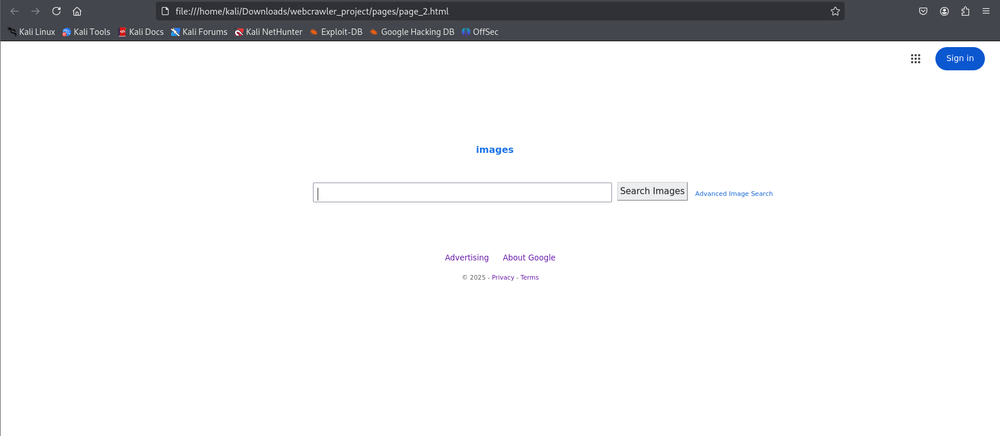 file:///home/kali/Downloads/webcrawler_project/pages/page_2.html
Kali Linux Kali Tools Kali Docs Kali Forums Kali NetHunter Exploit-DB Google Hacking DB OffSec
Sign in
images
Search Images Advanced Image Search
Advertising About Google
© 2025 - Privacy - Terms